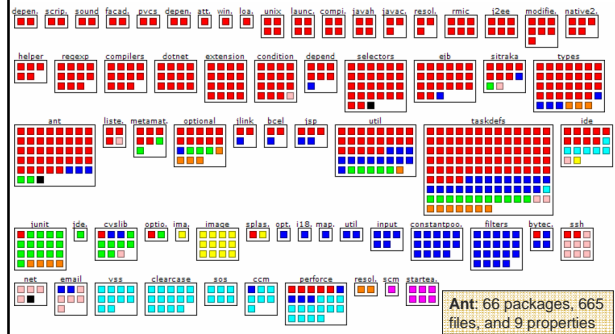 depen. scrip. sound facad. pvcs depen. att. win. loa. unix launc. compi. javah javac. resol. rmic j2ee modifie. native2.
helper regexp compilers dotnet extension condition depend selectors ejb sitraka types
ant liste. metamat. optional jlink bcel jsp util taskdefs ide
junit jde. cvslib optio. ima. image splas. opt. i18. map. util input constantpoo. filters bytec. ssh
net email vss clearcase sos ccm perforce resol. scm startea.
Ant: 66 packages, 665
files, and 9 properties